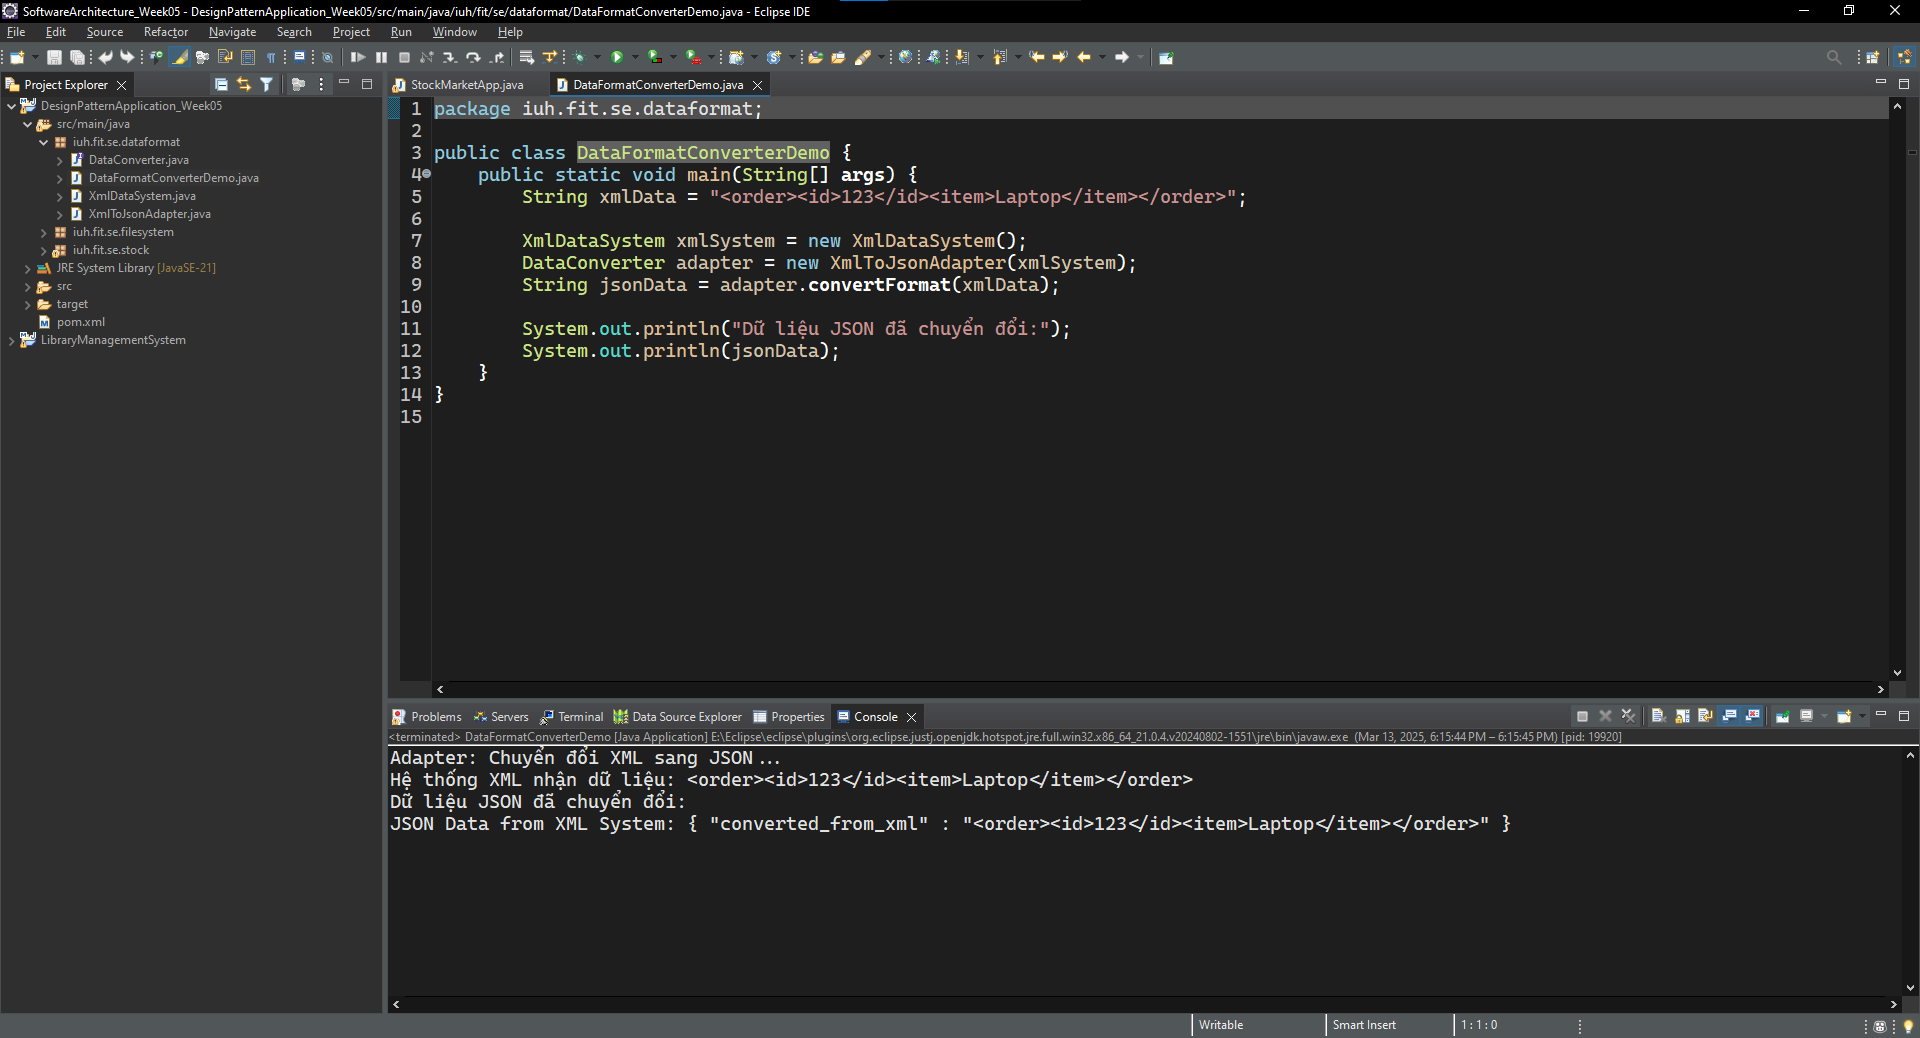 SoftwareArchitecture_Week05 - DesignPatternApplication_Week05/src/main/java/iuh/fit/se/dataformat/DataFormatConverterDemo.java - Eclipse IDE
File Edit Source Refactor Navigate Search Project Run Window Help
Project Explorer
DesignPatternApplication_Week05
src/main/java
iuh.fit.se.dataformat
DataConverter.java
DataFormatConverterDemo.java
XmlDataSystem.java
XmlToJsonAdapter.java
iuh.fit.se.filesystem
iuh.fit.se.stock
JRE System Library [JavaSE-21]
src
target
pom.xml
LibraryManagementSystem
StockMarketApp.java DataFormatConverterDemo.java
1 package iuh.fit.se.dataformat;
2
3 public class DataFormatConverterDemo {
4 public static void main(String[] args) {
5 String xmlData = "<order><id>123</id><item>Laptop</item></order>";
6
7 XmlDataSystem xmlSystem = new XmlDataSystem();
8 DataConverter adapter = new XmlToJsonAdapter(xmlSystem);
9 String jsonData = adapter.convertFormat(xmlData);
10
11 System.out.println("Dữ liệu JSON đã chuyển đổi:");
12 System.out.println(jsonData);
13 }
14 }
15
Problems Servers Terminal Data Source Explorer Properties Console
<terminated> DataFormatConverterDemo [Java Application] E:\Eclipse\eclipse\plugins\org.eclipse.justj.openjdk.hotspot.jre.full.win32.x86_64_21.0.4.v20240802-1551\jre\bin\javaw.exe (Mar 13, 2025, 6:15:44 PM – 6:15:45 PM) [pid: 19920]
Adapter: Chuyển đổi XML sang JSON...
Hệ thống XML nhận dữ liệu: <order><id>123</id><item>Laptop</item></order>
Dữ liệu JSON đã chuyển đổi:
JSON Data from XML System: { "converted_from_xml" : "<order><id>123</id><item>Laptop</item></order>" }
Writable Smart Insert 1 : 1 : 0